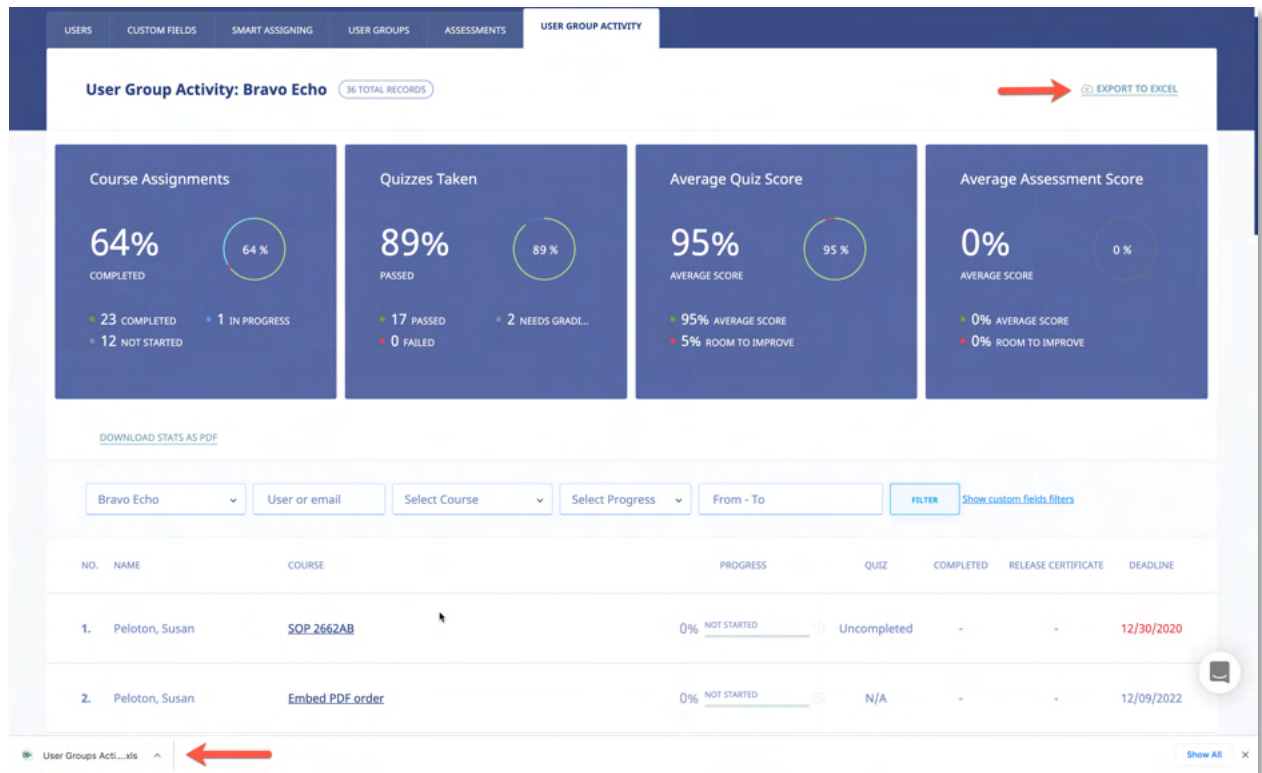 USERS CUSTOM FIELDS SMART ASSIGNING USER GROUPS ASSESSMENTS USER GROUP ACTIVITY
User Group Activity: Bravo Echo 36 TOTAL RECORDS EXPORT TO EXCEL
Course Assignments Quizzes Taken Average Quiz Score Average Assessment Score
64% 64 % 89% 89 % 95% 95 % 0% 0 %
COMPLETED PASSED AVERAGE SCORE AVERAGE SCORE
23 COMPLETED 1 IN PROGRESS 17 PASSED 2 NEEDS GRADI... 95% AVERAGE SCORE 0% AVERAGE SCORE
12 NOT STARTED 0 FAILED 5% ROOM TO IMPROVE 0% ROOM TO IMPROVE
DOWNLOAD STATS AS PDF
Bravo Echo User or email Select Course Select Progress From - To FILTER Show custom fields filters
NO. NAME COURSE PROGRESS QUIZ COMPLETED RELEASE CERTIFICATE DEADLINE
1. Peloton, Susan SOP 2662AB 0% NOT STARTED Uncompleted - - 12/30/2020
2. Peloton, Susan Embed PDF order 0% NOT STARTED N/A - - 12/09/2022
User Groups Acti....xls Show All